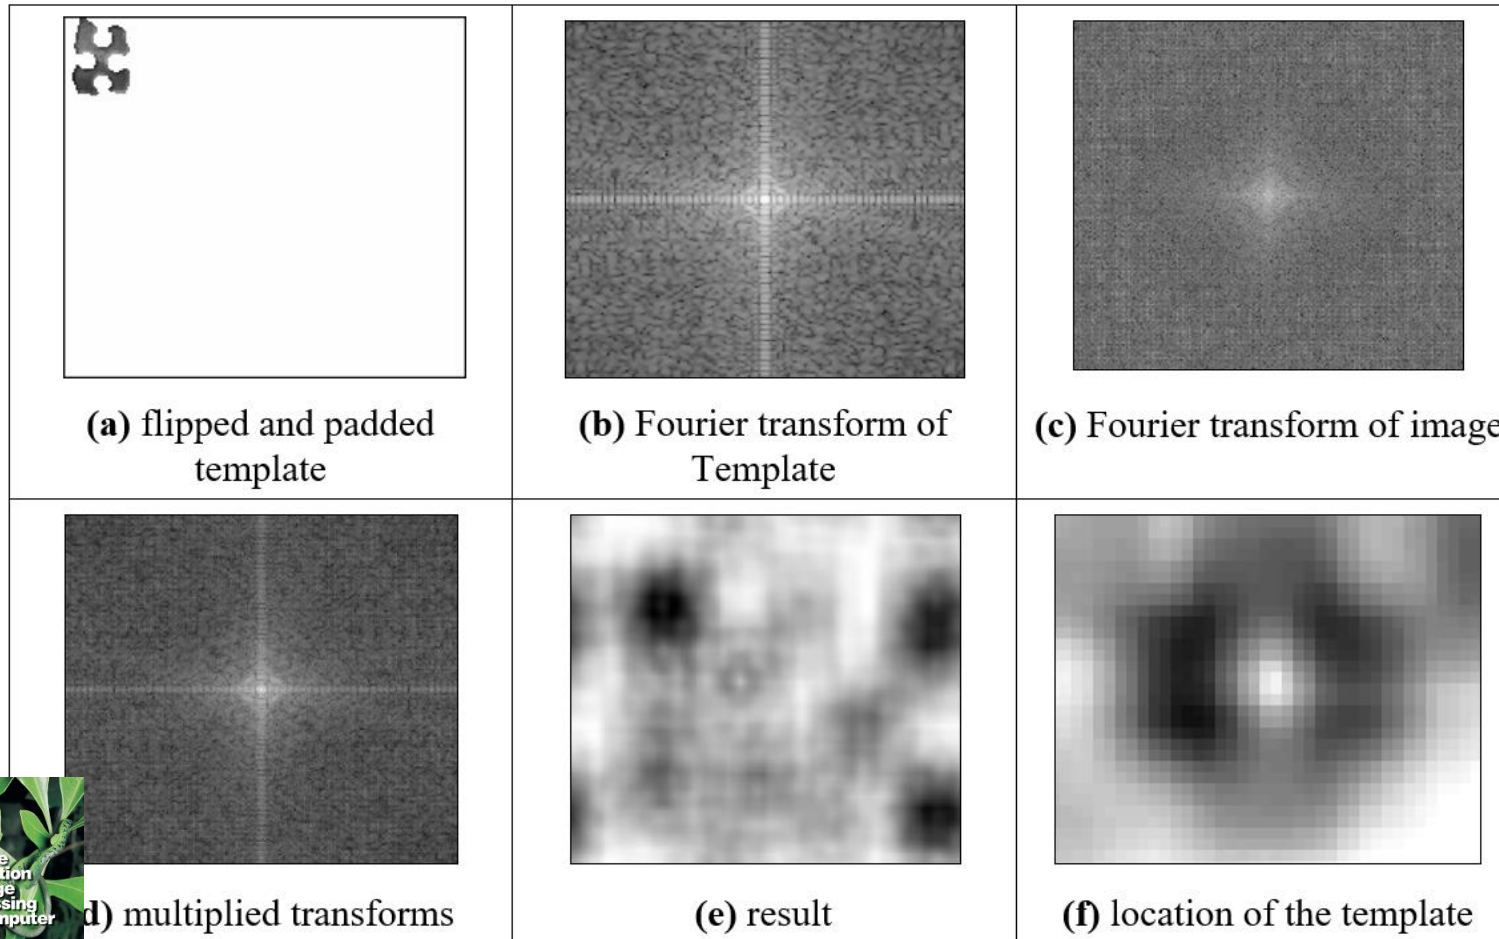 (a) flipped and padded
template
(b) Fourier transform of
Template
(c) Fourier transform of image
d) multiplied transforms
(e) result
(f) location of the template